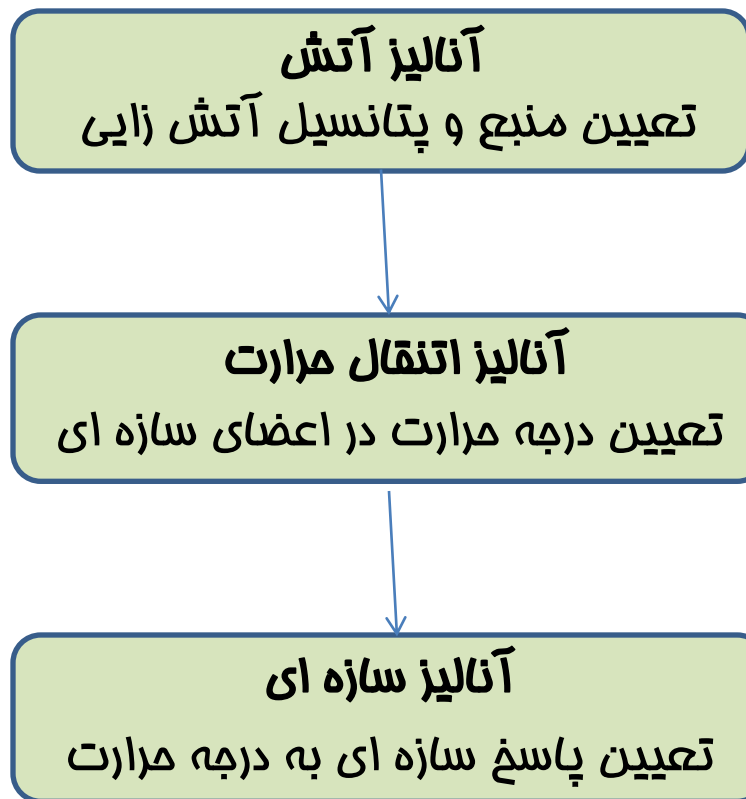 آنالیز آتش
تعیین منبع و پتانسیل آتش زایی
آنالیز اتنقال حرارت
تعیین درجه حرارت در اعضای سازه ای
آنالیز سازه ای
تعیین پاسخ سازه ای به درجه حرارت